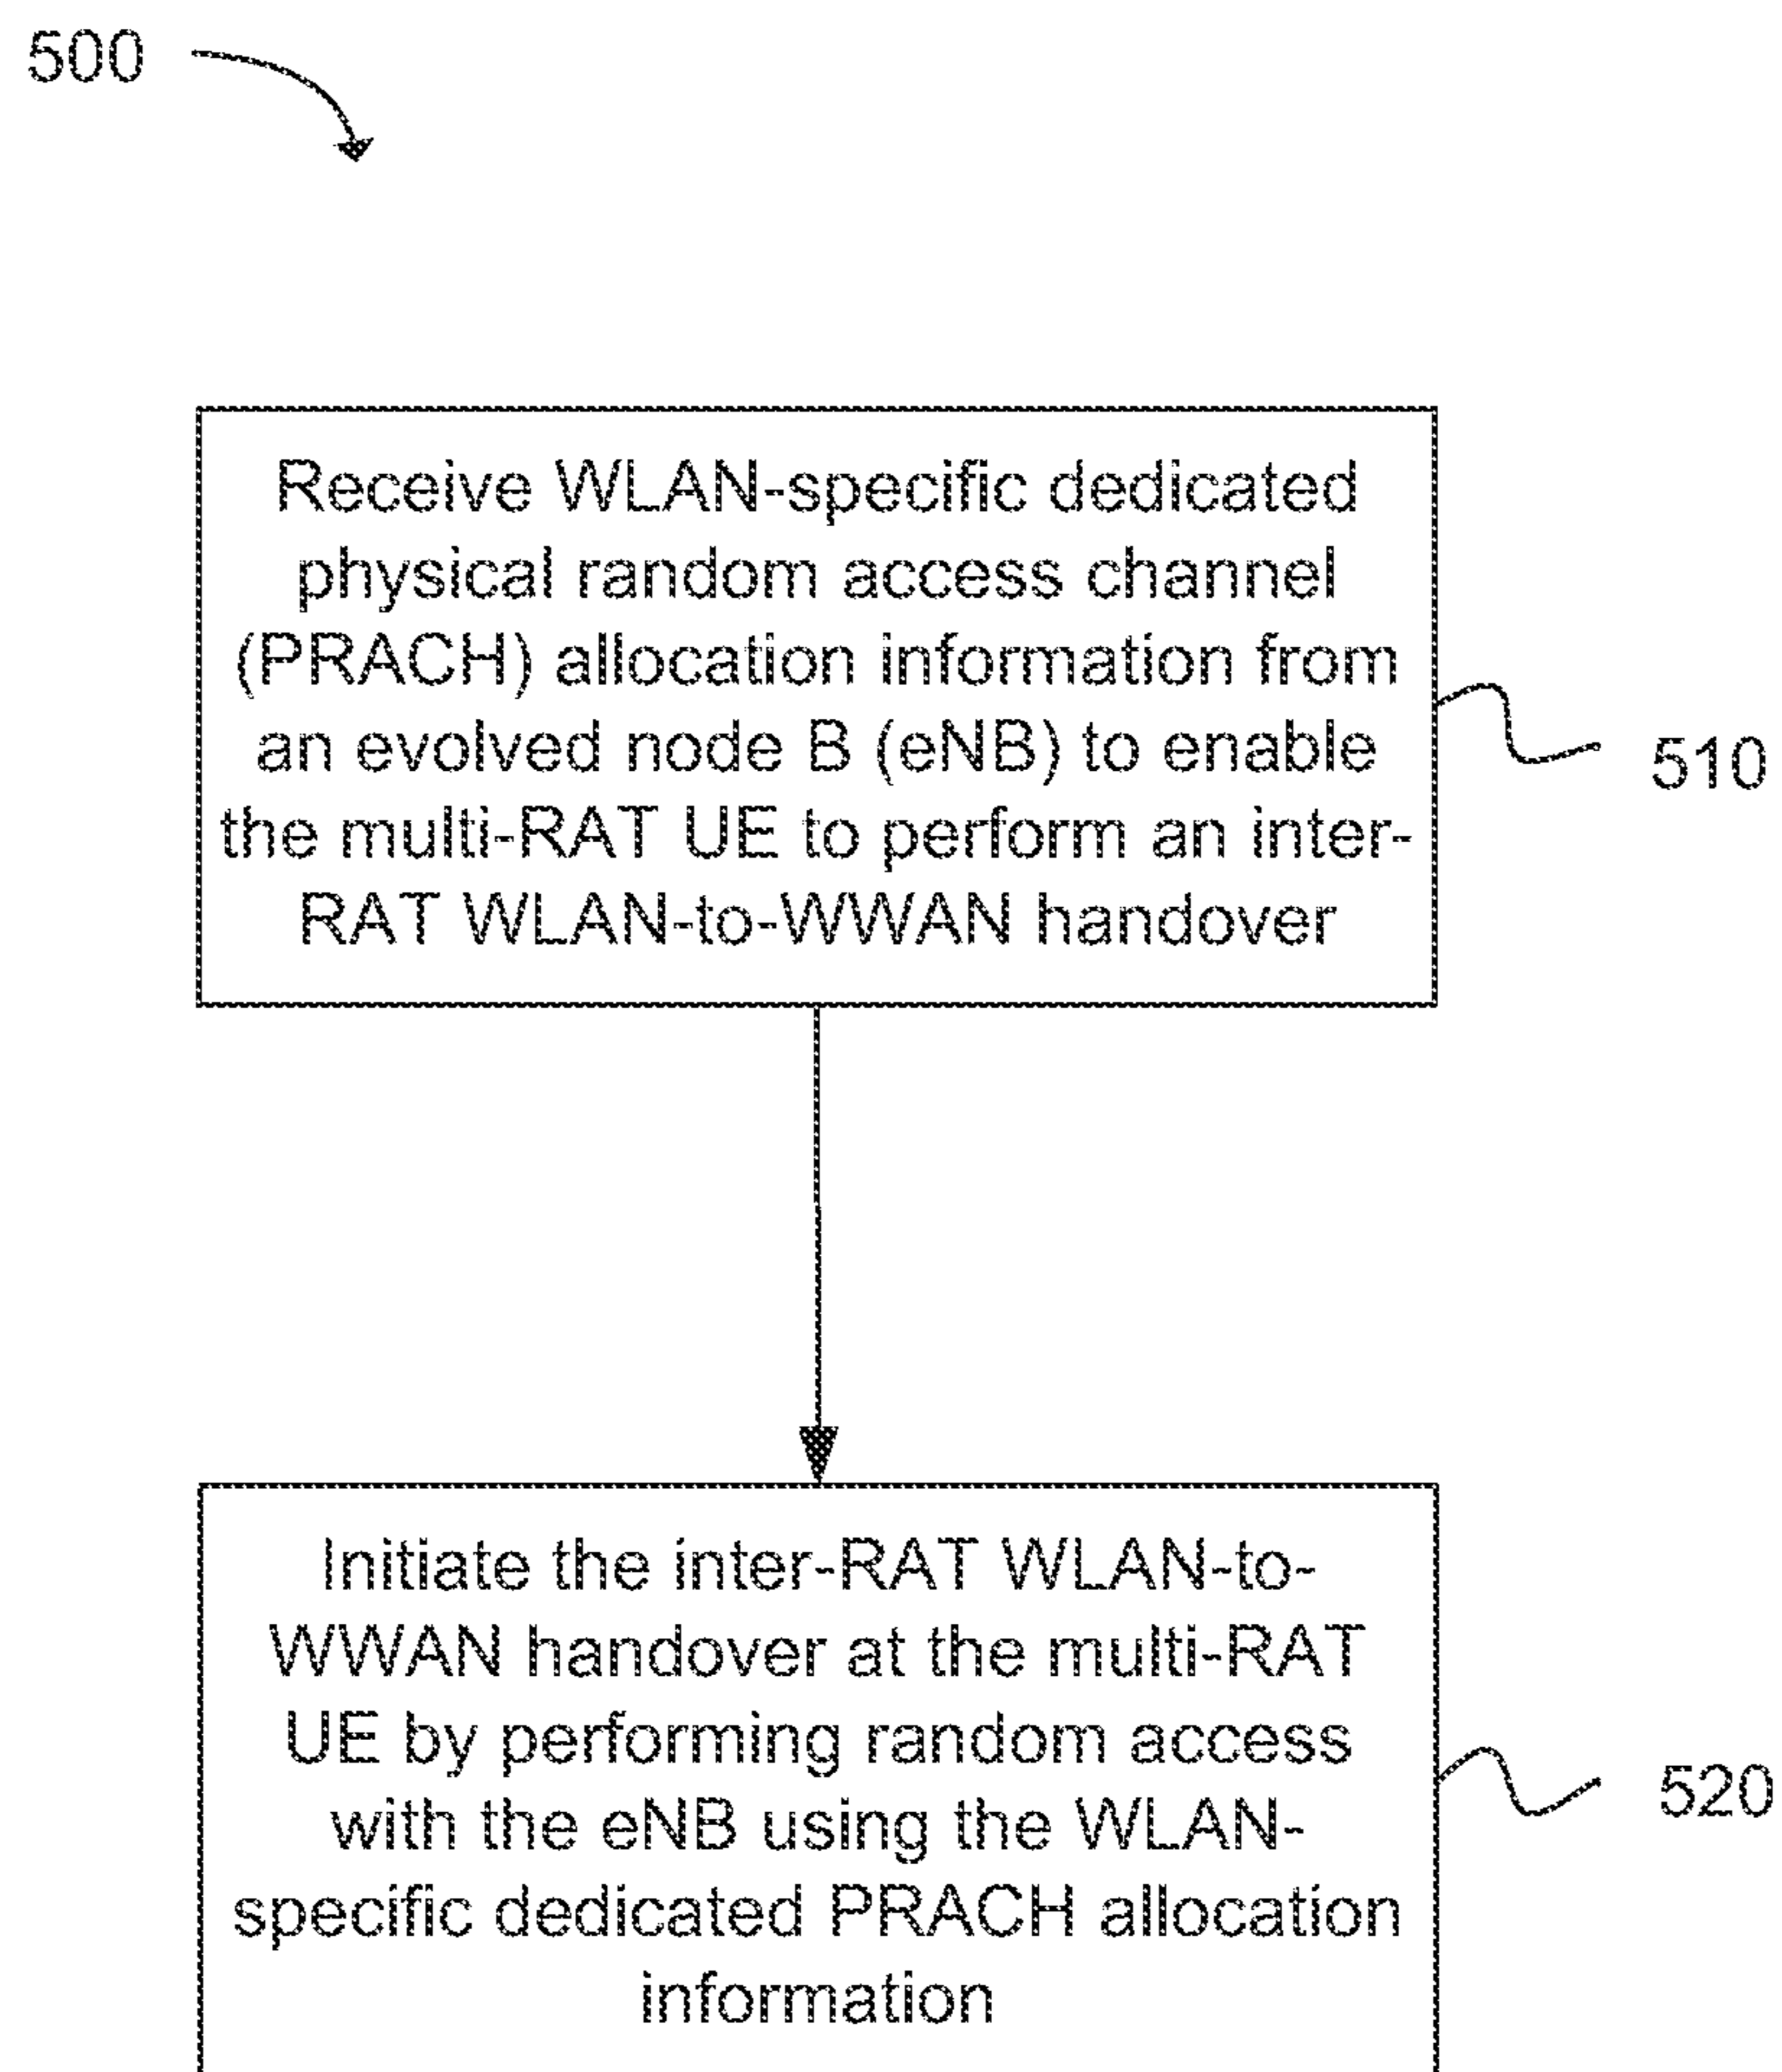 500
Receive WLAN-specific dedicated
physical random access channel
(PRACH) allocation information from
an evolved node B (eNB) to enable
the multi-RAT UE to perform an inter-
RAT WLAN-to-WWAN handover
510
Initiate the inter-RAT WLAN-to-
WWAN handover at the multi-RAT
UE by performing random access
with the eNB using the WLAN-
specific dedicated PRACH allocation
information
520